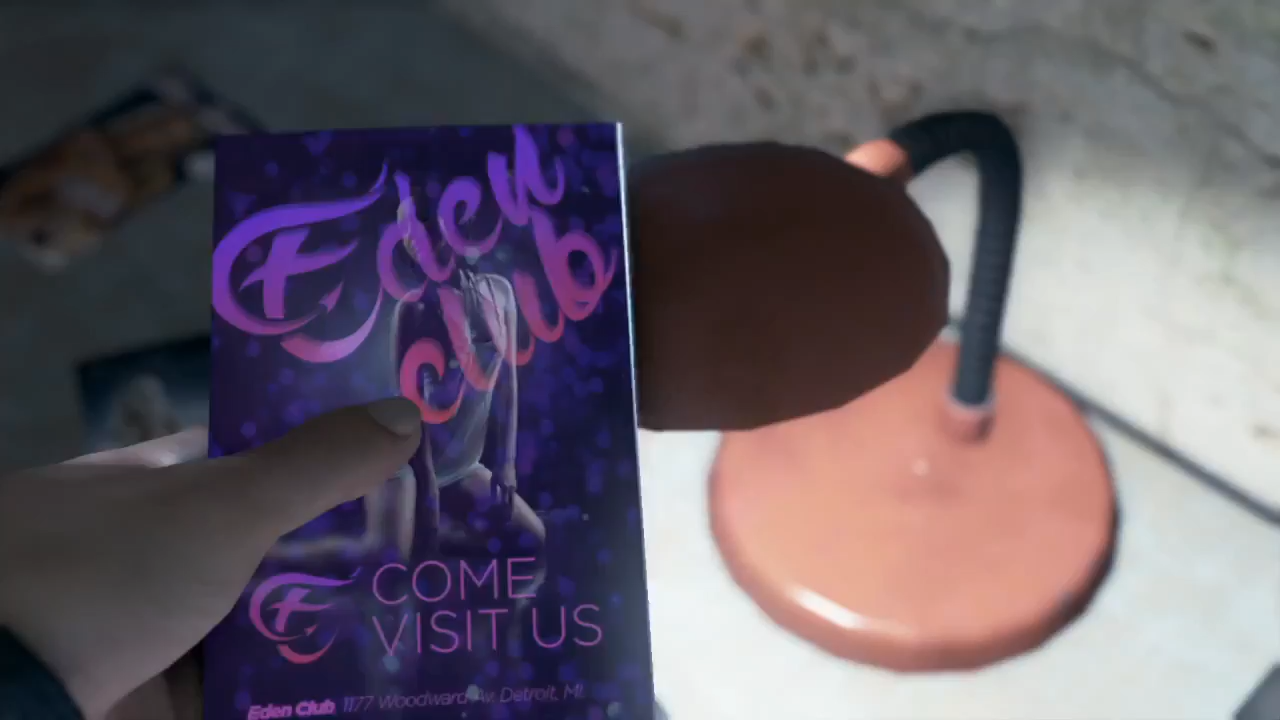 Eden
club
COME
VISIT US
Eden Club 1177 Woodward Av. Detroit, MI.